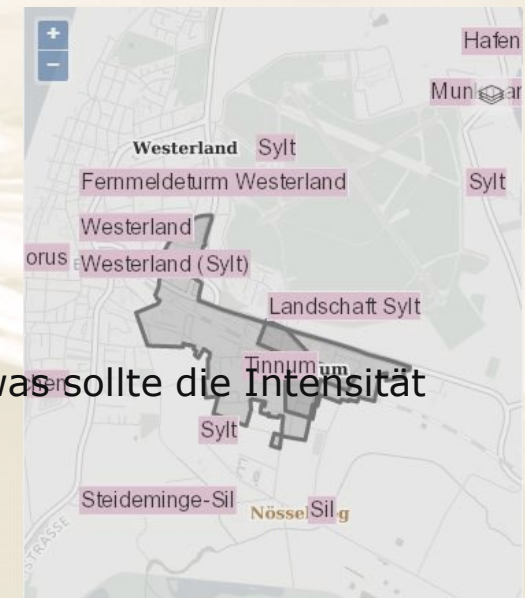 +
Hafen
−
Westerland Sylt
Fernmeldeturm Westerland Sylt
Westerland
orus Westerland (Sylt)
Landschaft Sylt
Tinnum
was sollte die Intensität
Sylt
Steideminge-Sil
Sil
STRASSE